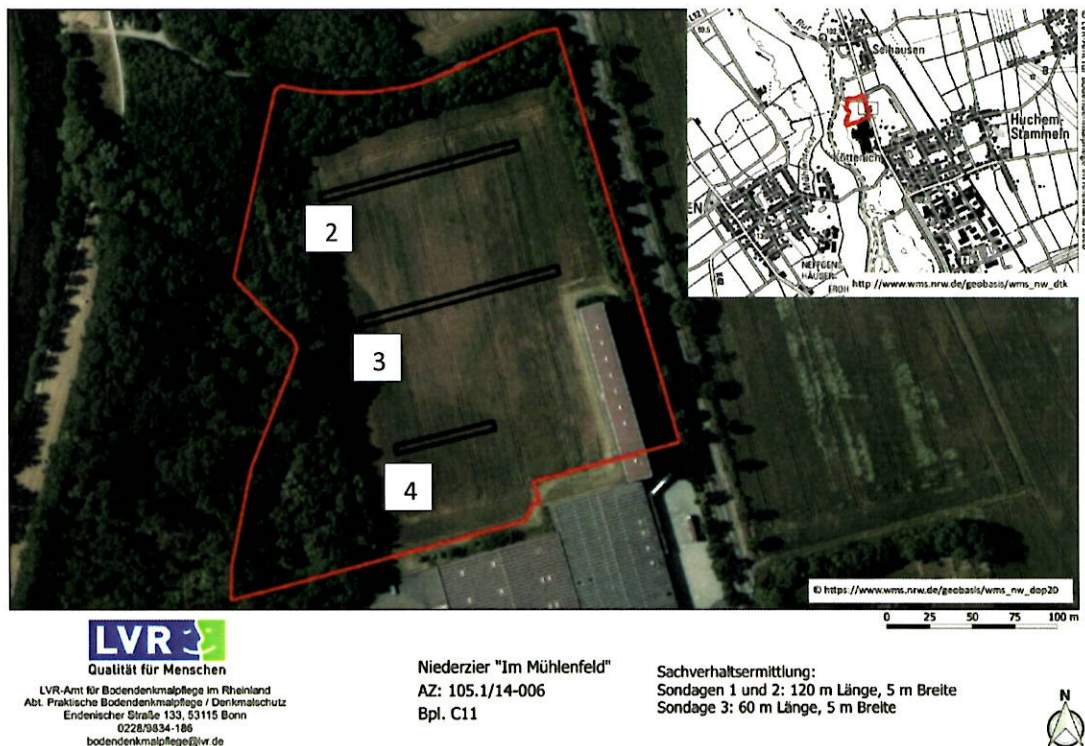 2
3
4
Selhausen
Huchem-
Stammeln
Köttenich
http://www.wms.nrw.de/geobasis/wms_nw_dtk
© https://www.wms.nrw.de/geobasis/wms_nw_dop20
0 25 50 75 100 m
LVR
Qualität für Menschen
LVR-Amt für Bodendenkmalpflege im Rheinland
Abt. Praktische Bodendenkmalpflege / Denkmalschutz
Endenischer Straße 133, 53115 Bonn
0228/9834-186
bodendenkmalpflege@lvr.de
Niederzier "Im Mühlenfeld"
AZ: 105.1/14-006
Bpl. C11
Sachverhaltsermittlung:
Sondagen 1 und 2: 120 m Länge, 5 m Breite
Sondage 3: 60 m Länge, 5 m Breite
N